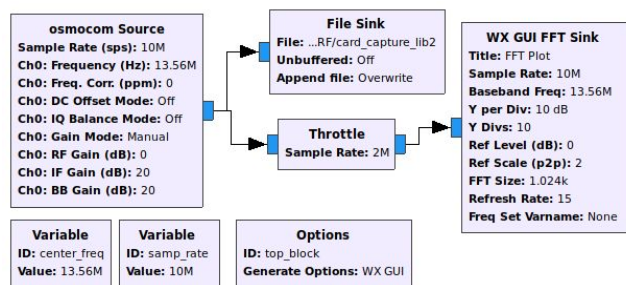 osmocom Source
Sample Rate (sps): 10M
Ch0: Frequency (Hz): 13.56M
Ch0: Freq. Corr. (ppm): 0
Ch0: DC Offset Mode: Off
Ch0: IQ Balance Mode: Off
Ch0: Gain Mode: Manual
Ch0: RF Gain (dB): 0
Ch0: IF Gain (dB): 20
Ch0: BB Gain (dB): 20
File Sink
File: ...RF/card_capture_lib2
Unbuffered: Off
Append file: Overwrite
Throttle
Sample Rate: 2M
WX GUI FFT Sink
Title: FFT Plot
Sample Rate: 10M
Baseband Freq: 13.56M
Y per Div: 10 dB
Y Divs: 10
Ref Level (dB): 0
Ref Scale (p2p): 2
FFT Size: 1.024k
Refresh Rate: 15
Freq Set Varname: None
Variable
ID: center_freq
Value: 13.56M
Variable
ID: samp_rate
Value: 10M
Options
ID: top_block
Generate Options: WX GUI